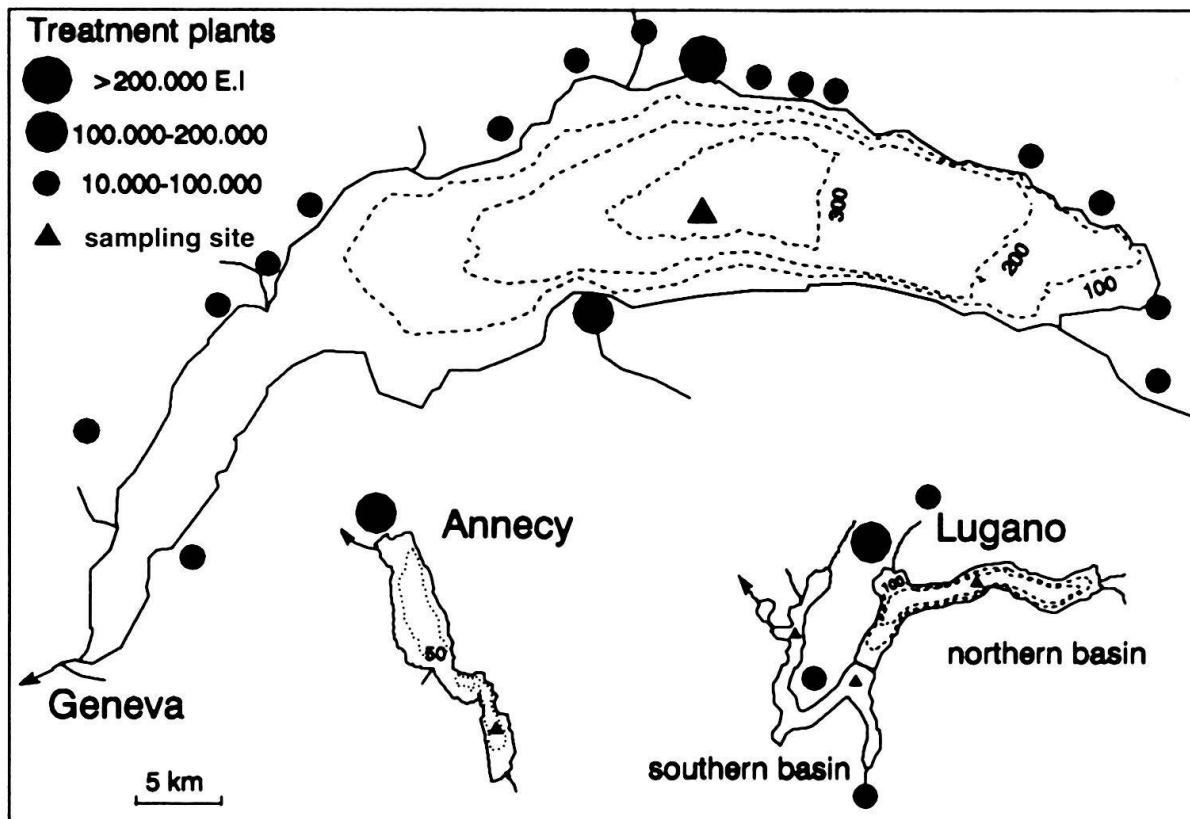 Treatment plants
>200.000 E.I
100.000-200.000
10.000-100.000
sampling site
300
200
100
Annecy
Lugano
100
50
northern basin
Geneva
southern basin
5 km